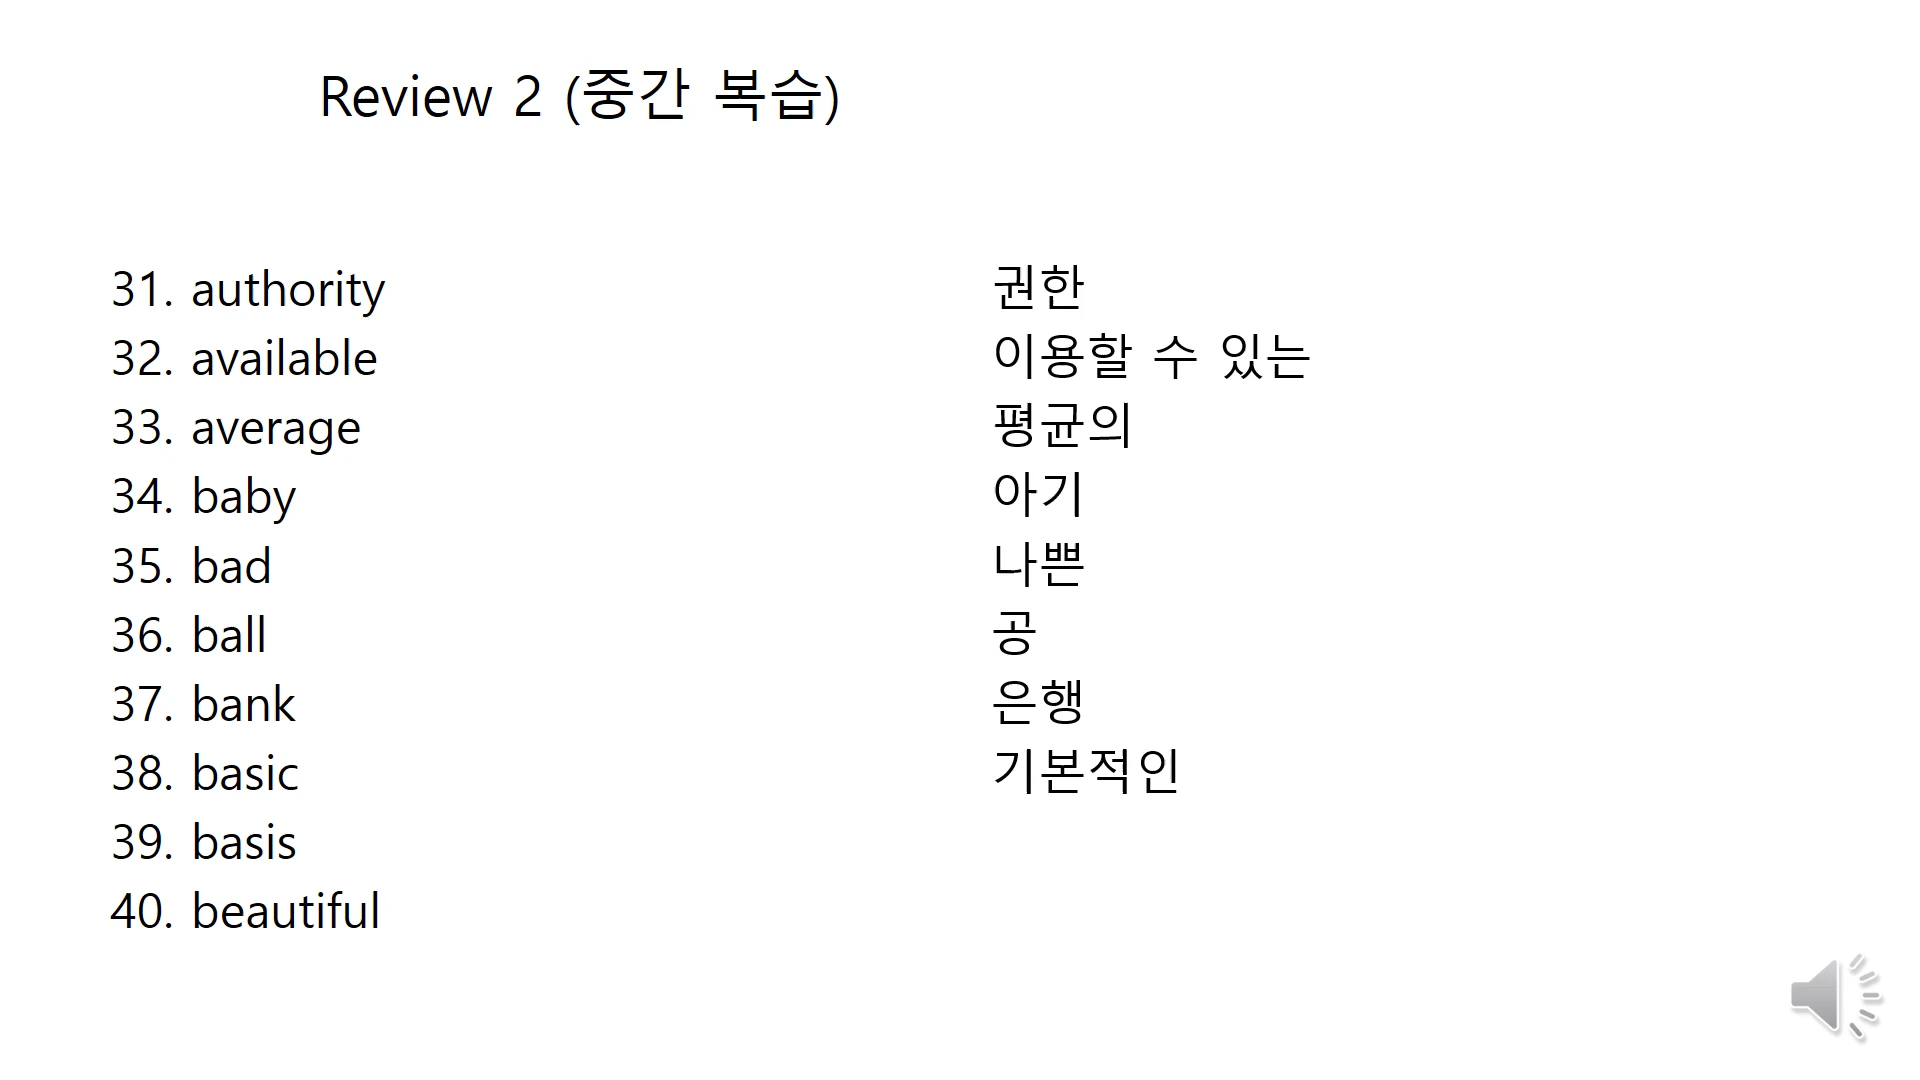 Review 2 (중간 복습)
31. authority 권한
32. available 이용할 수 있는
33. average 평균의
34. baby 아기
35. bad 나쁜
36. ball 공
37. bank 은행
38. basic 기본적인
39. basis
40. beautiful